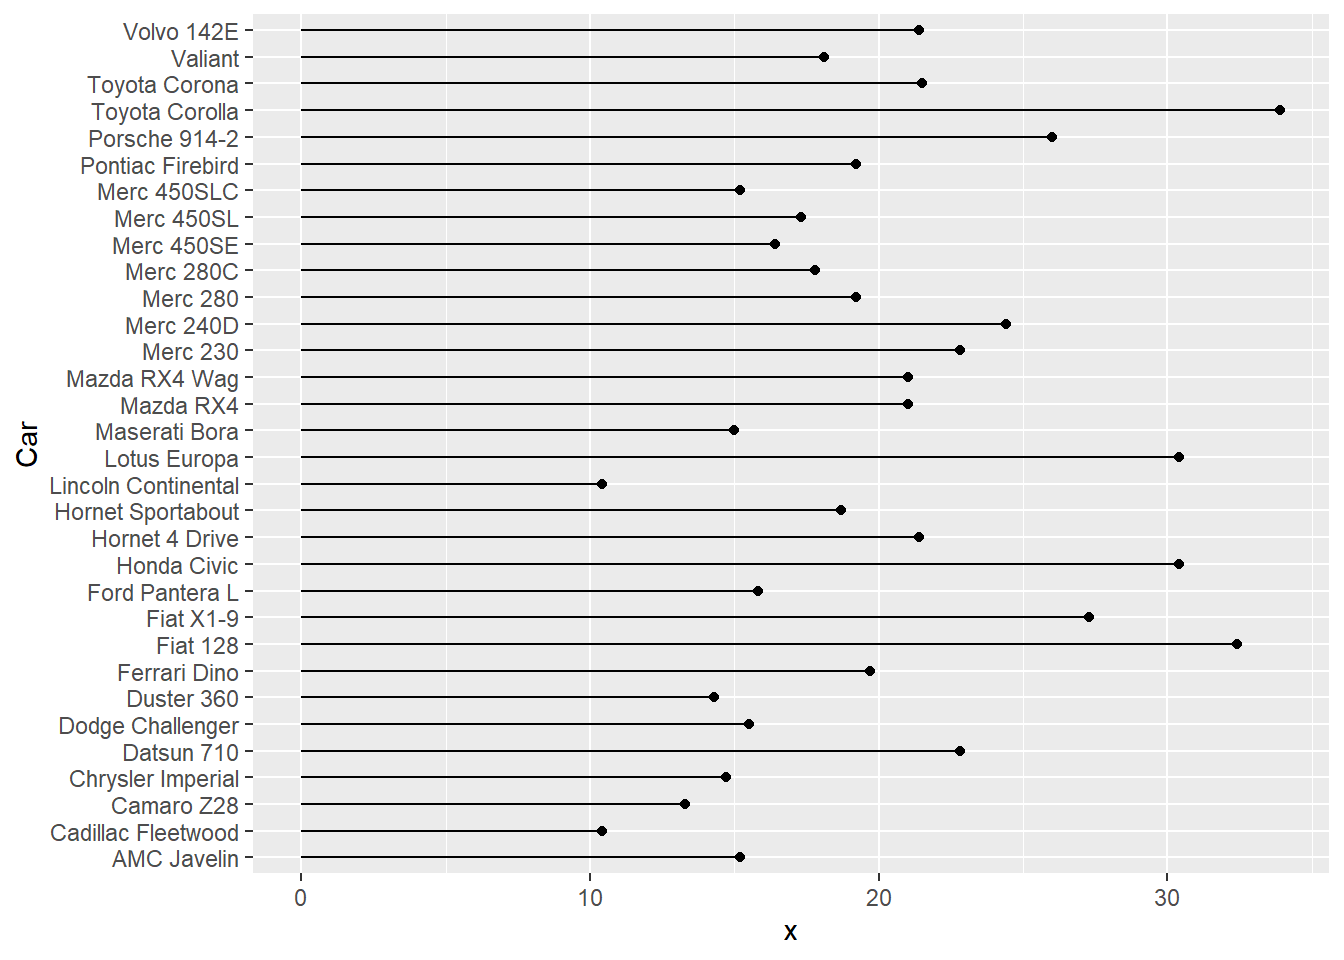 Volvo 142E
Valiant
Toyota Corona
Toyota Corolla
Porsche 914-2
Pontiac Firebird
Merc 450SLC
Merc 450SL
Merc 450SE
Merc 280C
Merc 280
Merc 240D
Merc 230
Mazda RX4 Wag
Mazda RX4
Maserati Bora
Lotus Europa
Lincoln Continental
Hornet Sportabout
Hornet 4 Drive
Honda Civic
Ford Pantera L
Fiat X1-9
Fiat 128
Ferrari Dino
Duster 360
Dodge Challenger
Datsun 710
Chrysler Imperial
Camaro Z28
Cadillac Fleetwood
AMC Javelin
Car
0 10 20 30
x